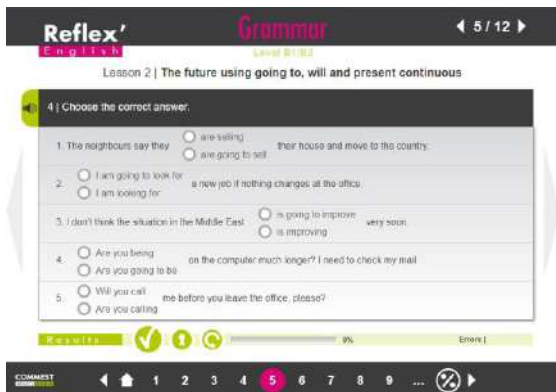 Reflex'
English
Grammar
Level B1/B2
5 / 12
Lesson 2 | The future using going to, will and present continuous
4 | Choose the correct answer.
1. The neighbours say they
are selling
are going to sell
their house and move to the country.
2.
I am going to look for
I am looking for
a new job if nothing changes at the office.
3. I don't think the situation in the Middle East
is going to improve
is improving
very soon.
4.
Are you being
Are you going to be
on the computer much longer? I need to check my mail
5.
Will you call
Are you calling
me before you leave the office, please?
Results
0%
Errors |
COMMEST
1 2 3 4 5 6 7 8 9 ... %